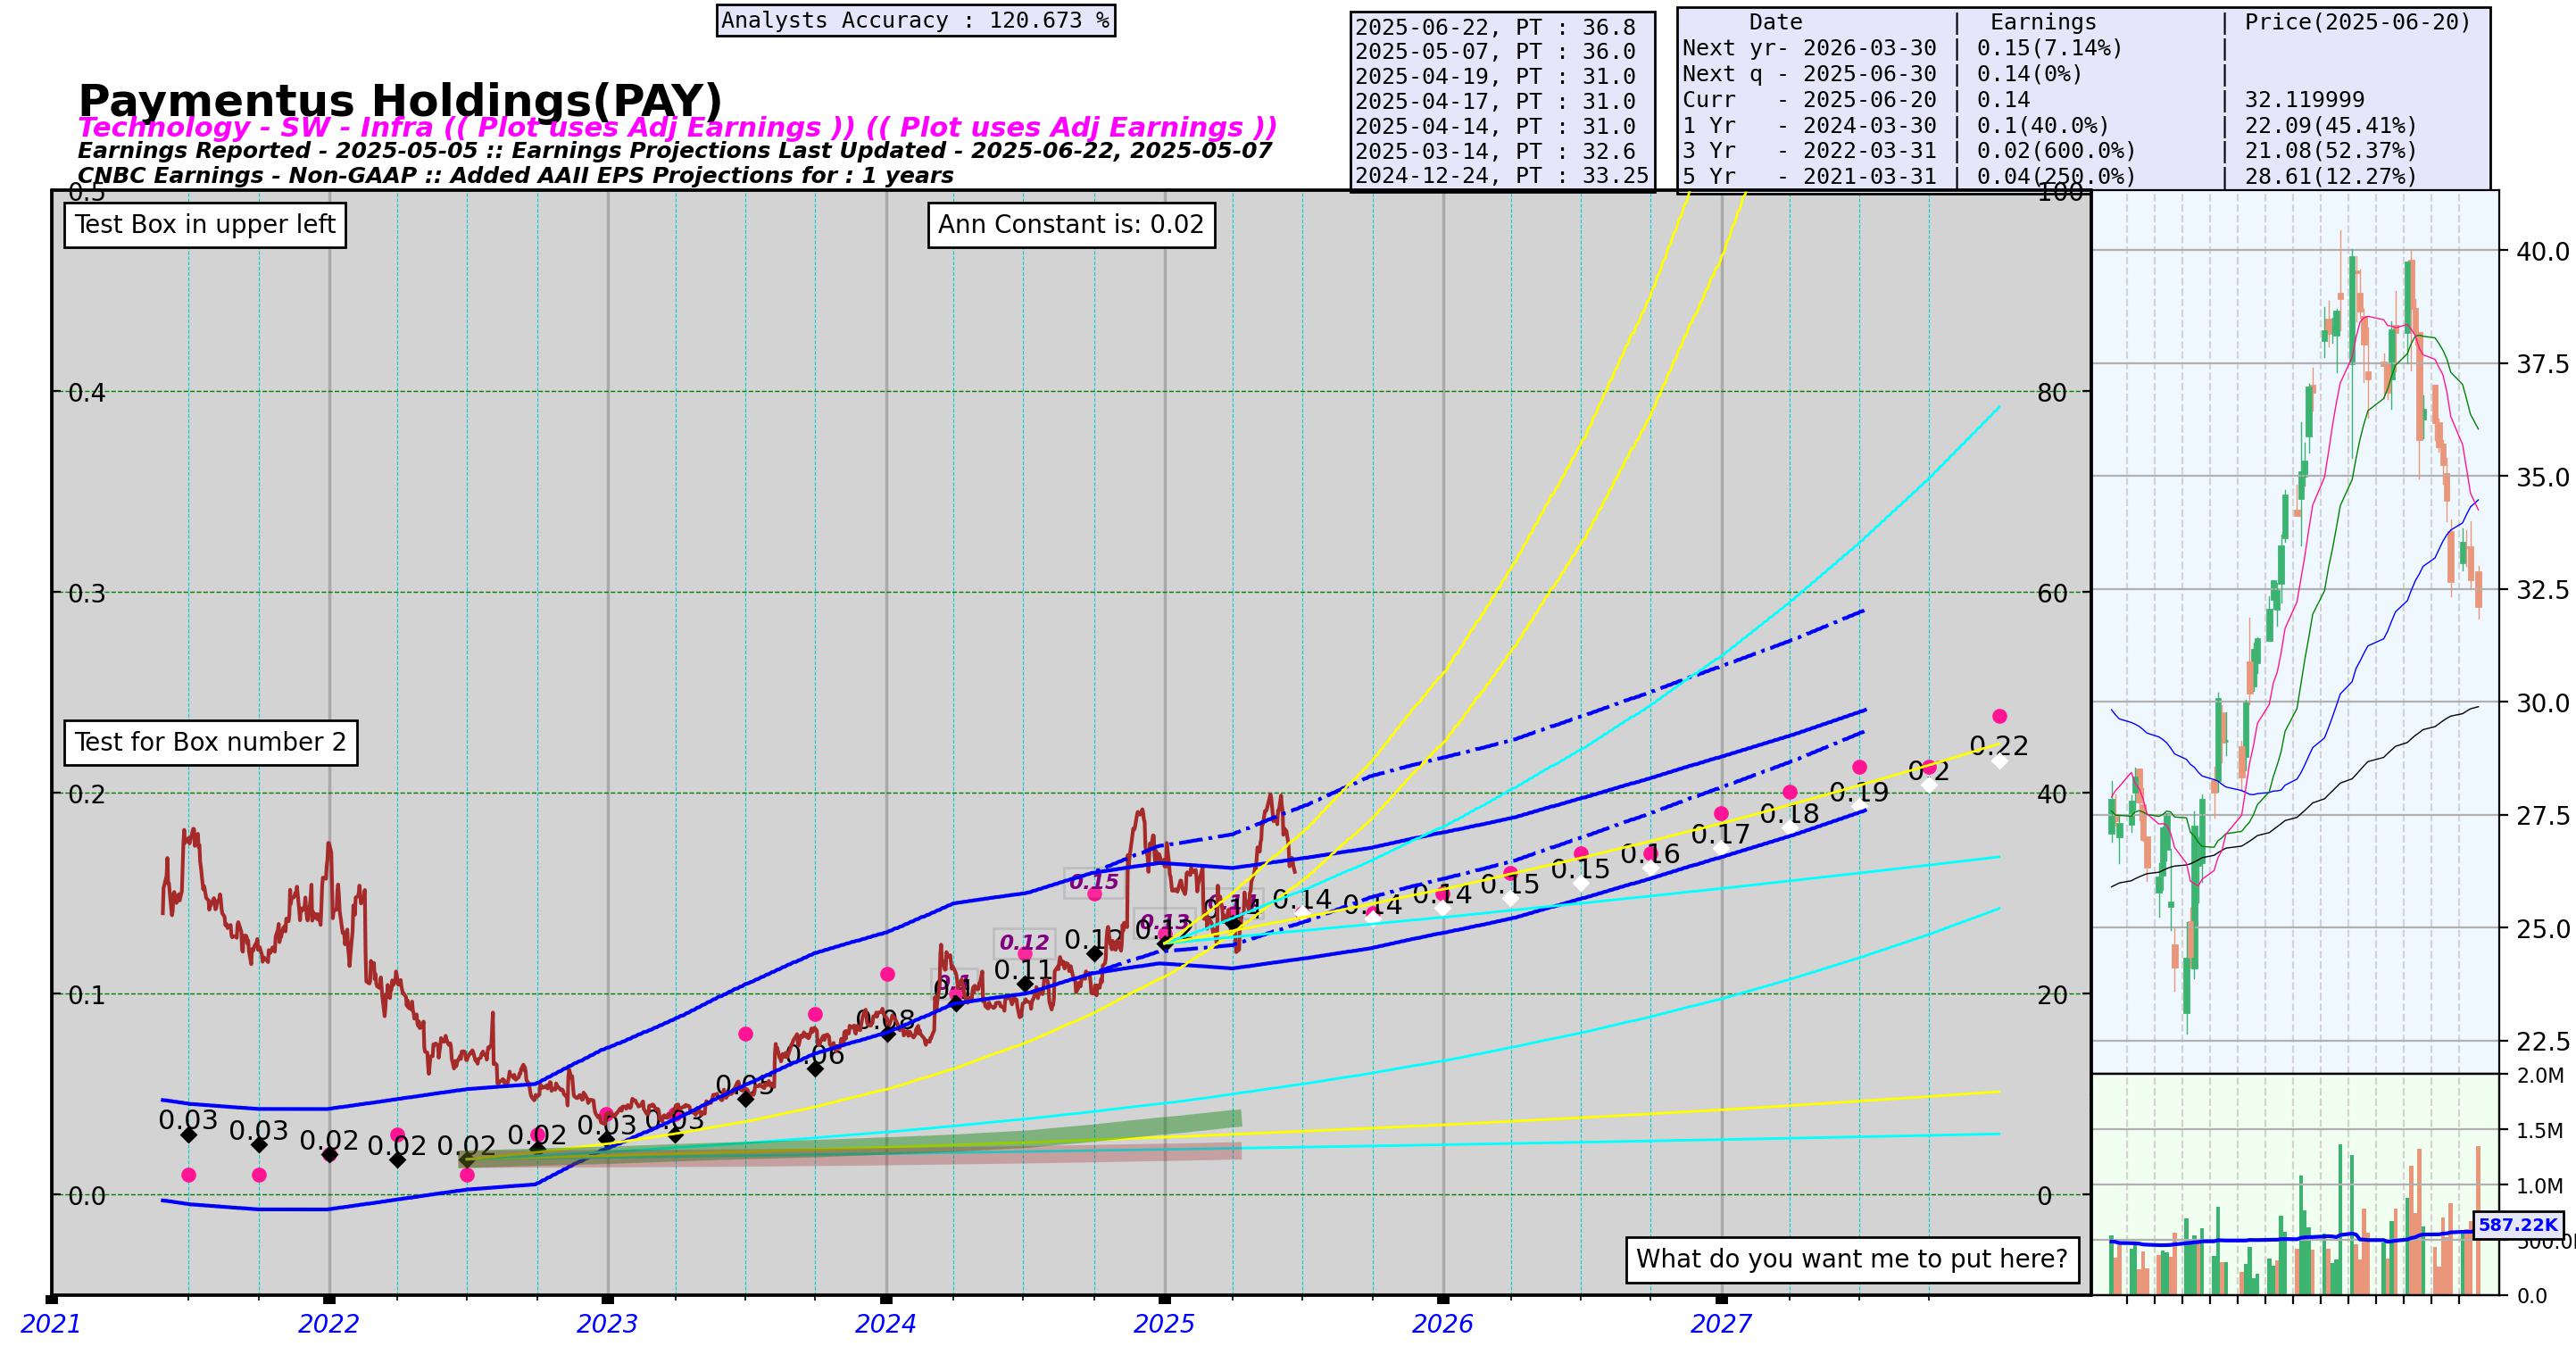 Analysts Accuracy : 120.673 %
2025-06-22, PT : 36.8
2025-05-07, PT : 36.0
2025-04-19, PT : 31.0
2025-04-17, PT : 31.0
2025-04-14, PT : 31.0
2025-03-14, PT : 32.6
2024-12-24, PT : 33.25
Date | Earnings | Price(2025-06-20)
Next yr- 2026-03-30 | 0.15(7.14%) |
Next q - 2025-06-30 | 0.14(0%) |
Curr - 2025-06-20 | 0.14 | 32.119999
1 Yr - 2024-03-30 | 0.1(40.0%) | 22.09(45.41%)
3 Yr - 2022-03-31 | 0.02(600.0%) | 21.08(52.37%)
5 Yr - 2021-03-31 | 0.04(250.0%) | 28.61(12.27%)
Paymentus Holdings(PAY)
Technology - SW - Infra (( Plot uses Adj Earnings )) (( Plot uses Adj Earnings ))
Earnings Reported - 2025-05-05 :: Earnings Projections Last Updated - 2025-06-22, 2025-05-07
CNBC Earnings - Non-GAAP :: Added AAII EPS Projections for : 1 years
Test Box in upper left
Ann Constant is: 0.02
Test for Box number 2
What do you want me to put here?
0.5
0.4
0.3
0.2
0.1
0.0
100
80
60
40
20
0
0.03
0.03
0.02
0.02
0.02
0.02
0.03
0.03
0.05
0.06
0.08
0.1
0.11
0.12
0.12
0.15
0.13
0.14
0.14
0.14
0.15
0.15
0.16
0.17
0.18
0.19
0.2
0.22
2021
2022
2023
2024
2025
2026
2027
40.0
37.5
35.0
32.5
30.0
27.5
25.0
22.5
2.0M
1.5M
1.0M
587.22K
0.0